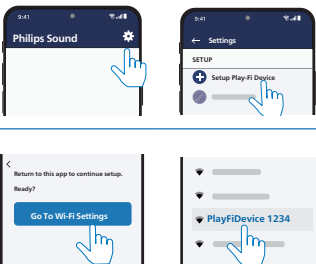 9:41
Philips Sound
9:41
← Settings
SETUP
Setup Play-Fi Device
Return to this app to continue setup.
Ready?
Go To Wi-Fi Settings
PlayFiDevice 1234